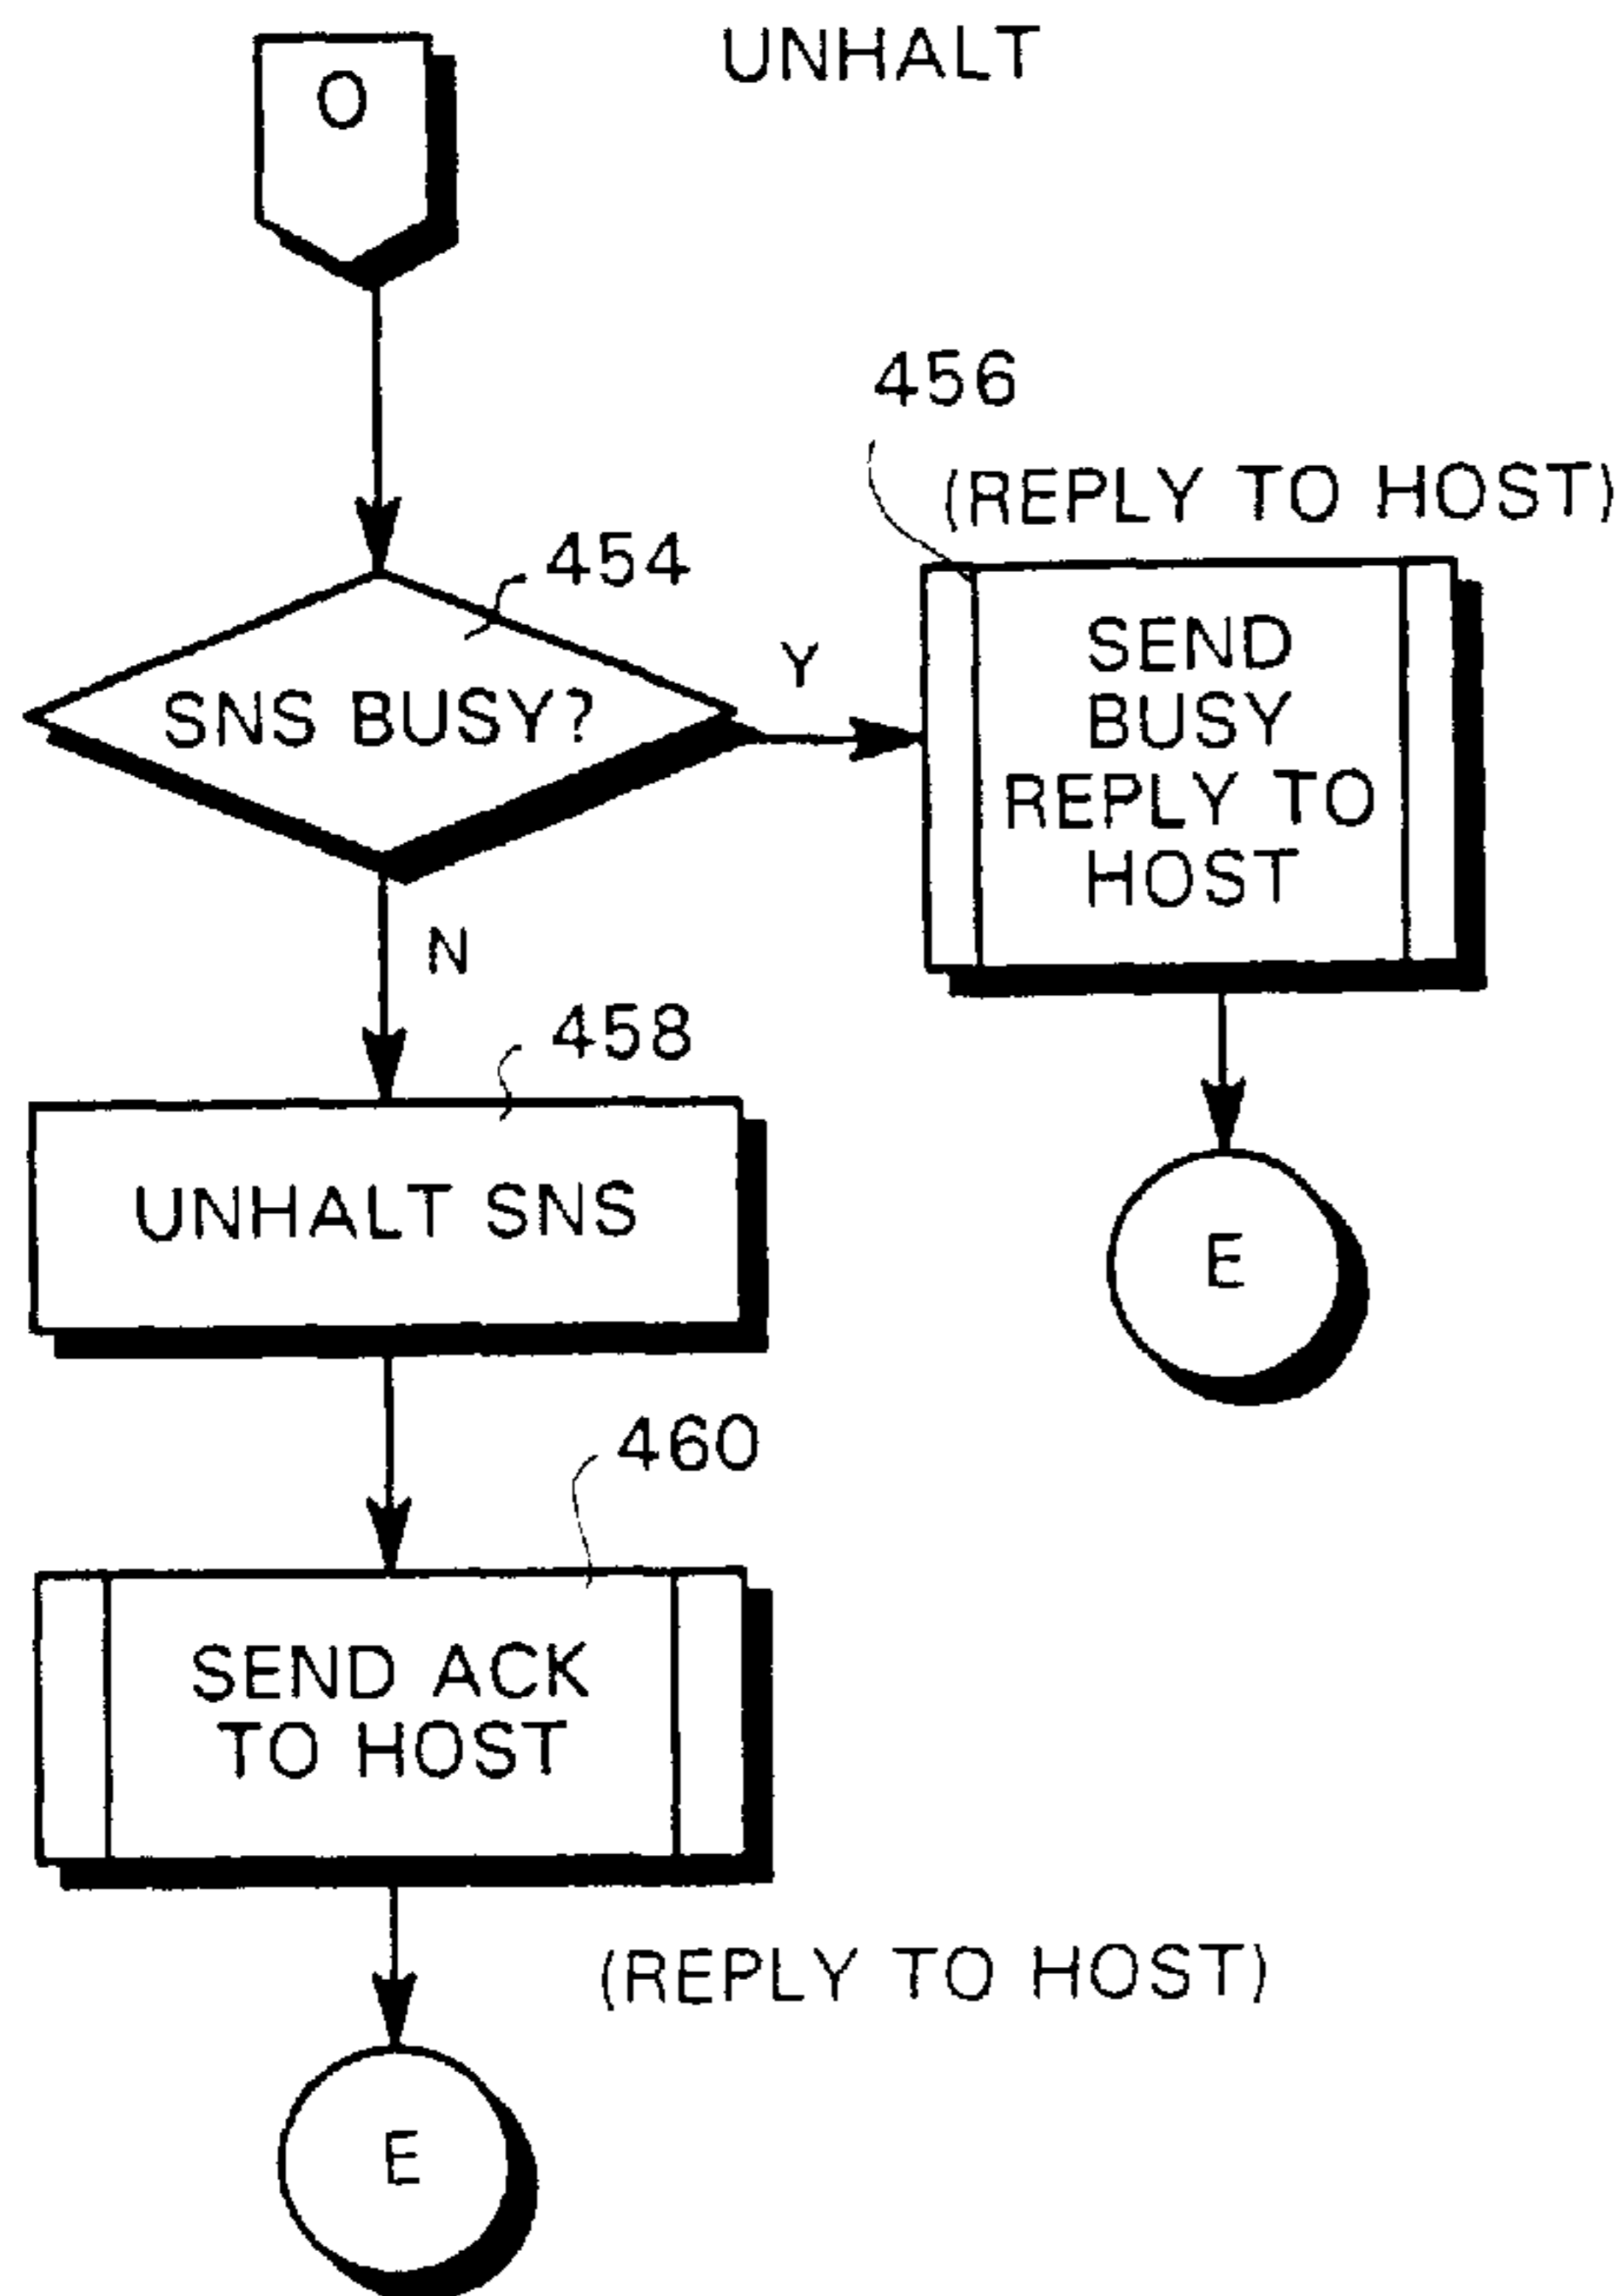 UNHALT
O
456
(REPLY TO HOST)
454
SNS BUSY?
Y
SEND
BUSY
REPLY TO
HOST
N
458
UNHALT SNS
E
460
SEND ACK
TO HOST
(REPLY TO HOST)
E